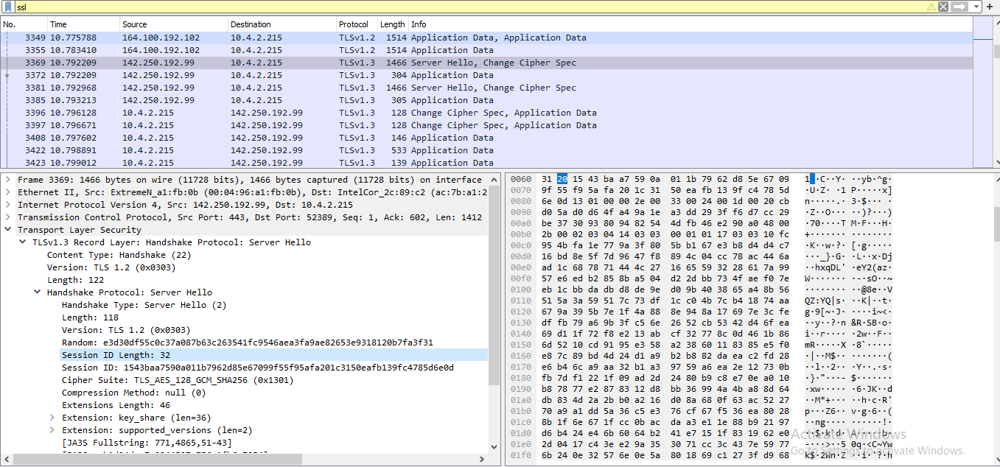 ssl
No. Time Source Destination Protocol Length Info
3349 10.775788 164.100.192.102 10.4.2.215 TLSv1.2 1514 Application Data, Application Data
3355 10.783410 164.100.192.102 10.4.2.215 TLSv1.2 1514 Application Data
3369 10.792209 142.250.192.99 10.4.2.215 TLSv1.3 1466 Server Hello, Change Cipher Spec
3372 10.792209 142.250.192.99 10.4.2.215 TLSv1.3 304 Application Data
3381 10.792968 142.250.192.99 10.4.2.215 TLSv1.3 1466 Server Hello, Change Cipher Spec
3385 10.793213 142.250.192.99 10.4.2.215 TLSv1.3 305 Application Data
3396 10.796128 10.4.2.215 142.250.192.99 TLSv1.3 128 Change Cipher Spec, Application Data
3397 10.796671 10.4.2.215 142.250.192.99 TLSv1.3 128 Change Cipher Spec, Application Data
3408 10.797602 10.4.2.215 142.250.192.99 TLSv1.3 146 Application Data
3422 10.798891 10.4.2.215 142.250.192.99 TLSv1.3 533 Application Data
3423 10.799012 10.4.2.215 142.250.192.99 TLSv1.3 139 Application Data
Frame 3369: 1466 bytes on wire (11728 bits), 1466 bytes captured (11728 bits) on interface
Ethernet II, Src: ExtremeN_a1:fb:0b (00:04:96:a1:fb:0b), Dst: IntelCor_2c:89:c2 (ac:7b:a1:2
Internet Protocol Version 4, Src: 142.250.192.99, Dst: 10.4.2.215
Transmission Control Protocol, Src Port: 443, Dst Port: 52389, Seq: 1, Ack: 602, Len: 1412
Transport Layer Security
TLSv1.3 Record Layer: Handshake Protocol: Server Hello
Content Type: Handshake (22)
Version: TLS 1.2 (0x0303)
Length: 122
Handshake Protocol: Server Hello
Handshake Type: Server Hello (2)
Length: 118
Version: TLS 1.2 (0x0303)
Random: e3d30df55c0c37a087b63c263541fc9546aea3fa9ae82653e9318120b7fa3f31
Session ID Length: 32
Session ID: 1543baa7590a011b7962d85e67099f55f95afa201c3150eafb139fc4785d6e0d
Cipher Suite: TLS_AES_128_GCM_SHA256 (0x1301)
Compression Method: null (0)
Extensions Length: 46
Extension: key_share (len=36)
Extension: supported_versions (len=2)
[JA3S Fullstring: 771,4865,51-43]
0060 31 20 15 43 ba a7 59 0a 01 1b 79 62 d8 5e 67 09
0070 9f 55 f9 5a fa 20 1c 31 50 ea fb 13 9f c4 78 5d
0080 6e 0d 13 01 00 00 2e 00 33 00 24 00 1d 00 20 cb
0090 d0 5a d0 d6 4f a4 9a 1e a3 dd 29 3f f6 d7 cc 29
00a0 be 37 30 93 80 94 82 54 4d fb 46 e2 90 a0 48 00
00b0 2b 00 02 03 04 14 03 03 00 01 01 17 03 03 10 fc
00c0 95 4b fa 1e 77 9a 3f 80 5b b1 67 e3 b8 d4 d4 c7
00d0 16 bd 8e 5f 7d 96 47 f8 89 4c 04 cc 78 ac 44 6a
00e0 ad 1c 68 78 71 44 4c 27 16 65 59 32 28 61 7a 99
00f0 57 e6 ed b2 85 8b a5 04 d2 2d bb 73 4f ae f0 7e
0100 eb 1c bb da db d8 de 9e d0 9b 40 38 65 a4 8b 56
0110 51 5a 3a 59 51 7c 73 df 1c c0 4b 7c b4 18 74 aa
0120 67 9a 39 5b 7e 1f 4a 88 8e 94 8a 17 69 7e 3c fe
0130 df fb 79 a6 9b 3f c5 6e 26 52 cb 53 42 d4 6f ea
0140 69 d1 1f 72 f8 e2 13 ab cf 32 77 8c 0d 46 1b 86
0150 6d 52 10 cd 91 95 e3 58 a2 38 60 11 83 85 e5 f0
0160 e8 7c 89 bd 4d 24 d1 a9 b2 b8 82 da ea c2 fd 28
0170 e6 b4 6c a9 aa 32 b1 a3 97 59 a6 ea 2e 12 73 0b
0180 fb 7d f1 22 1f 09 ad 2d 24 80 b9 c8 e7 0e a0 10
0190 b8 78 77 e2 87 83 12 d8 bb 36 99 4a 4b a8 8d 64
01a0 db 83 4d 2a 2b b0 a2 16 d0 8a 68 0f 63 ac 52 27
01b0 70 a9 a1 dd 5a 36 c5 e3 76 cf 67 f5 36 ea 80 28
01c0 8b 1f 6e 67 1f cc 0b ac da a3 e1 1e 88 b9 21 97
01d0 b6 b4 24 e4 6b 60 64 b2 41 e7 15 1f 83 19 62 e0
01e0 2d 04 17 c4 3e e2 9a 35 30 71 cc 3c 43 7e 59 77
01f0 6b 24 0e 32 57 6e 0e 5a 80 18 69 c1 27 3f d9 68
Activate Windows
Go to Settings to activate Windows.